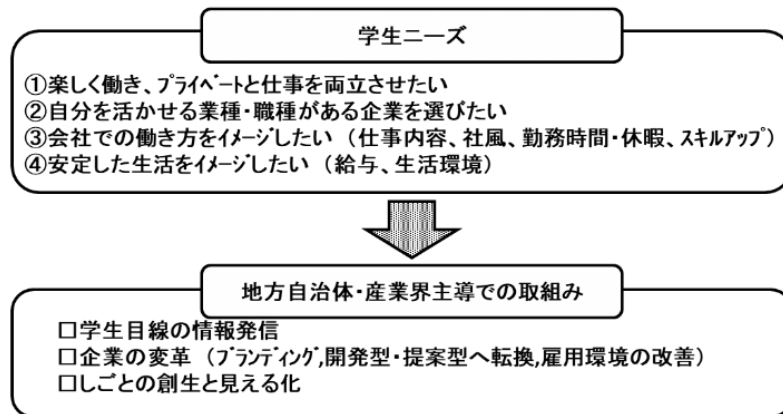 学生ニーズ
①楽しく働き、プライベートと仕事を両立させたい
②自分を活かせる業種・職種がある企業を選びたい
③会社での働き方をイメージしたい（仕事内容、社風、勤務時間・休暇、スキルアップ）
④安定した生活をイメージしたい（給与、生活環境）
地方自治体・産業界主導での取組み
□学生目線の情報発信
□企業の変革（ブランディング,開発型・提案型へ転換,雇用環境の改善）
□しごとの創生と見える化